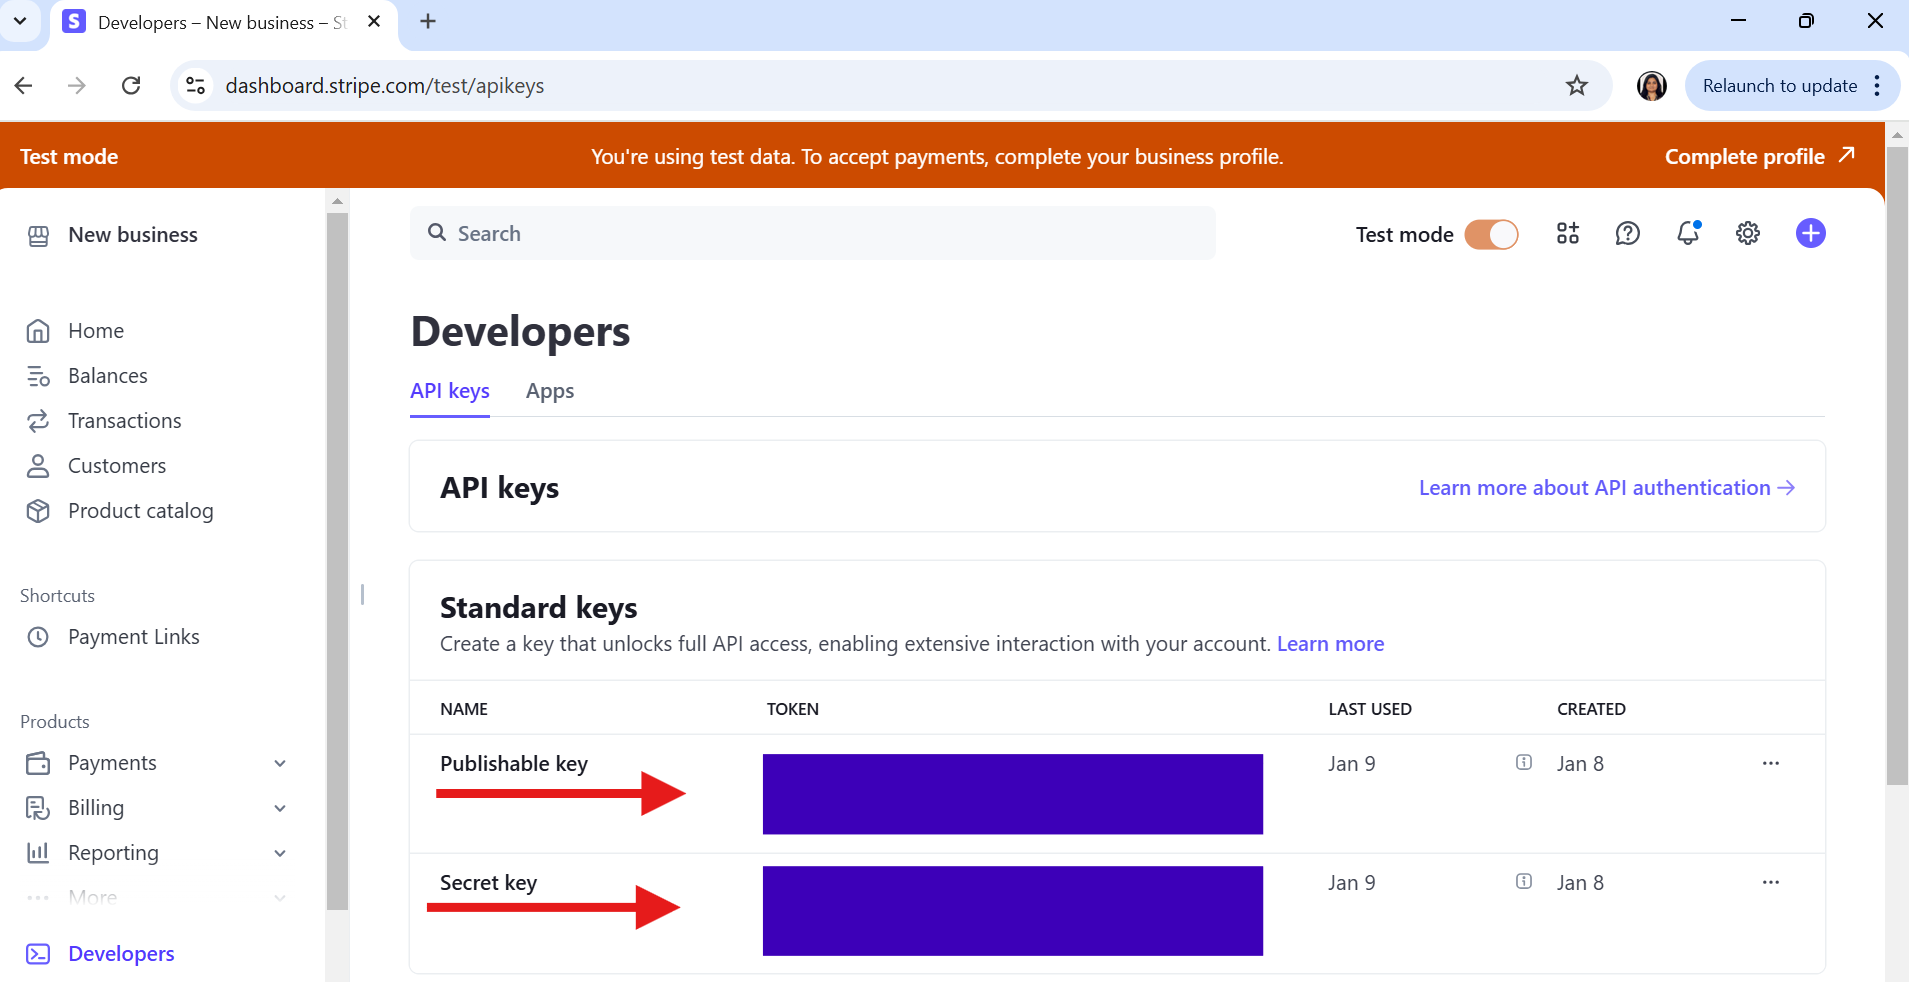 Developers – New business – St
dashboard.stripe.com/test/apikeys
Relaunch to update
Test mode
You're using test data. To accept payments, complete your business profile.
Complete profile
New business
Search
Test mode
Home
Balances
Transactions
Customers
Product catalog
Shortcuts
Payment Links
Products
Payments
Billing
Reporting
More
Developers
Developers
API keys
Apps
API keys
Learn more about API authentication
Standard keys
Create a key that unlocks full API access, enabling extensive interaction with your account. Learn more
NAME TOKEN LAST USED CREATED
Publishable key Jan 9 Jan 8
Secret key Jan 9 Jan 8